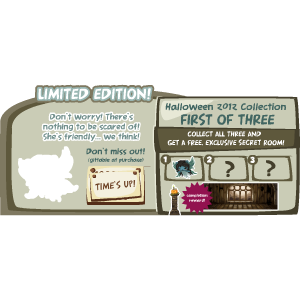 LIMITED EDITION!
Don't worry! There's
nothing to be scared of!
She's friendly... we think!
Don't miss out!
(giftable at purchase)
TIME'S UP!
Halloween 2012 Collection
FIRST OF THREE
COLLECT ALL THREE AND
GET A FREE, EXCLUSIVE SECRET ROOM!
1 2 ? 3 ?
completion
reward!